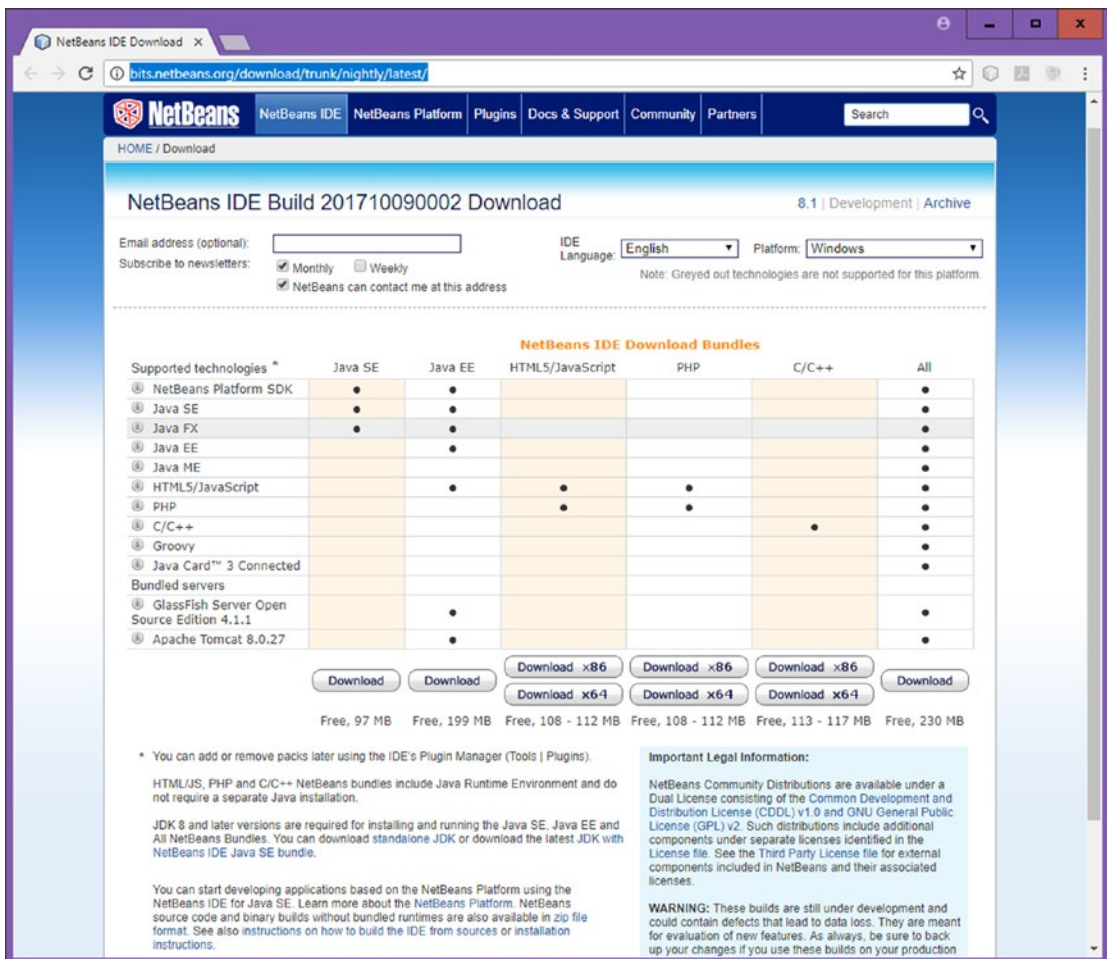 NetBeans IDE Download
bits.netbeans.org/download/trunk/nightly/latest/
NetBeans
NetBeans IDE
NetBeans Platform
Plugins
Docs & Support
Community
Partners
Search
HOME / Download
NetBeans IDE Build 201710090002 Download
8.1 | Development | Archive
Email address (optional):
IDE
Language:
English
Platform:
Windows
Subscribe to newsletters:
Monthly
Weekly
Note: Greyed out technologies are not supported for this platform.
NetBeans can contact me at this address
NetBeans IDE Download Bundles
Supported technologies * Java SE Java EE HTML5/JavaScript PHP C/C++ All
NetBeans Platform SDK • • •
Java SE • • •
Java FX • • •
Java EE • •
Java ME •
HTML5/JavaScript • • • •
PHP • • •
C/C++ • •
Groovy •
Java Card™ 3 Connected •
Bundled servers
GlassFish Server Open
Source Edition 4.1.1 • •
Apache Tomcat 8.0.27 • •
Download x86 Download x86 Download x86
Download Download Download
Download x64 Download x64 Download x64
Free, 97 MB Free, 199 MB Free, 108 - 112 MB Free, 108 - 112 MB Free, 113 - 117 MB Free, 230 MB
* You can add or remove packs later using the IDE's Plugin Manager (Tools | Plugins).
HTML/JS, PHP and C/C++ NetBeans bundles include Java Runtime Environment and do
not require a separate Java installation.
JDK 8 and later versions are required for installing and running the Java SE, Java EE and
All NetBeans Bundles. You can download standalone JDK or download the latest JDK with
NetBeans IDE Java SE bundle.
You can start developing applications based on the NetBeans Platform using the
NetBeans IDE for Java SE. Learn more about the NetBeans Platform. NetBeans
source code and binary builds without bundled runtimes are also available in zip file
format. See also instructions on how to build the IDE from sources or installation
instructions.
Important Legal Information:
NetBeans Community Distributions are available under a
Dual License consisting of the Common Development and
Distribution License (CDDL) v1.0 and GNU General Public
License (GPL) v2. Such distributions include additional
components under separate licenses identified in the
License file. See the Third Party License file for external
components included in NetBeans and their associated
licenses.
WARNING: These builds are still under development and
could contain defects that lead to data loss. They are meant
for evaluation of new features. As always, be sure to back
up your changes if you use these builds on your production